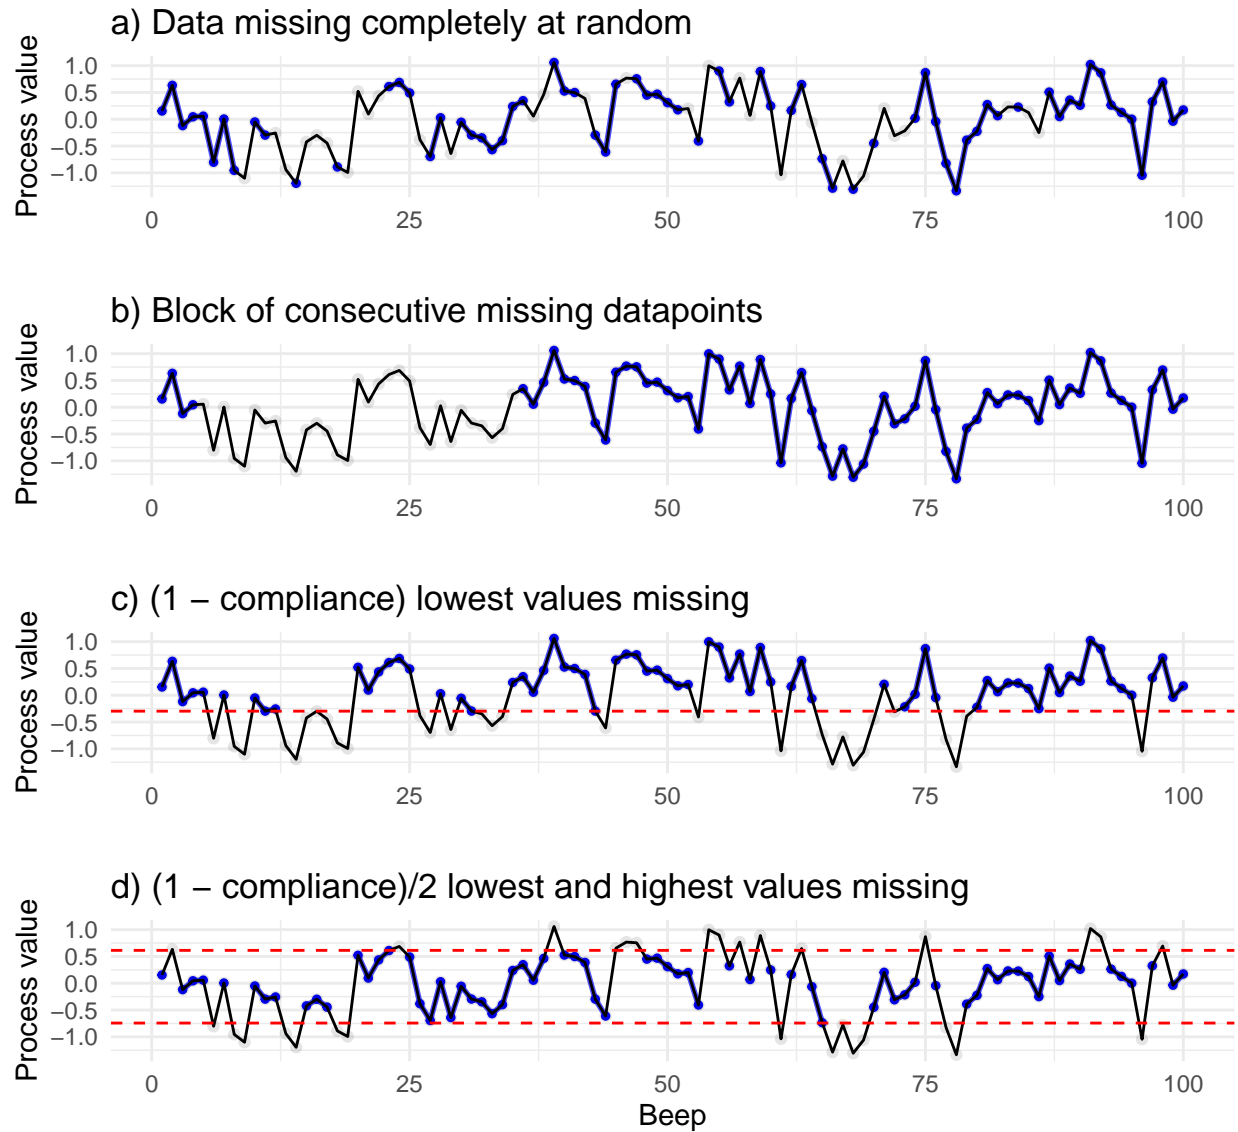 a) Data missing completely at random
Process value
1.0
0.5
0.0
−0.5
−1.0
0 25 50 75 100
b) Block of consecutive missing datapoints
Process value
1.0
0.5
0.0
−0.5
−1.0
0 25 50 75 100
c) (1 − compliance) lowest values missing
Process value
1.0
0.5
0.0
−0.5
−1.0
0 25 50 75 100
d) (1 − compliance)/2 lowest and highest values missing
Process value
1.0
0.5
0.0
−0.5
−1.0
0 25 50 75 100
Beep